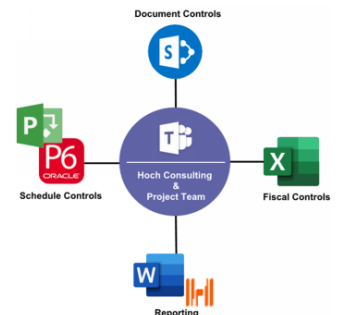 Document Controls
S
P
P6
ORACLE
T
Hoch Consulting
&
Project Team
X
Schedule Controls
Fiscal Controls
W
Reporting